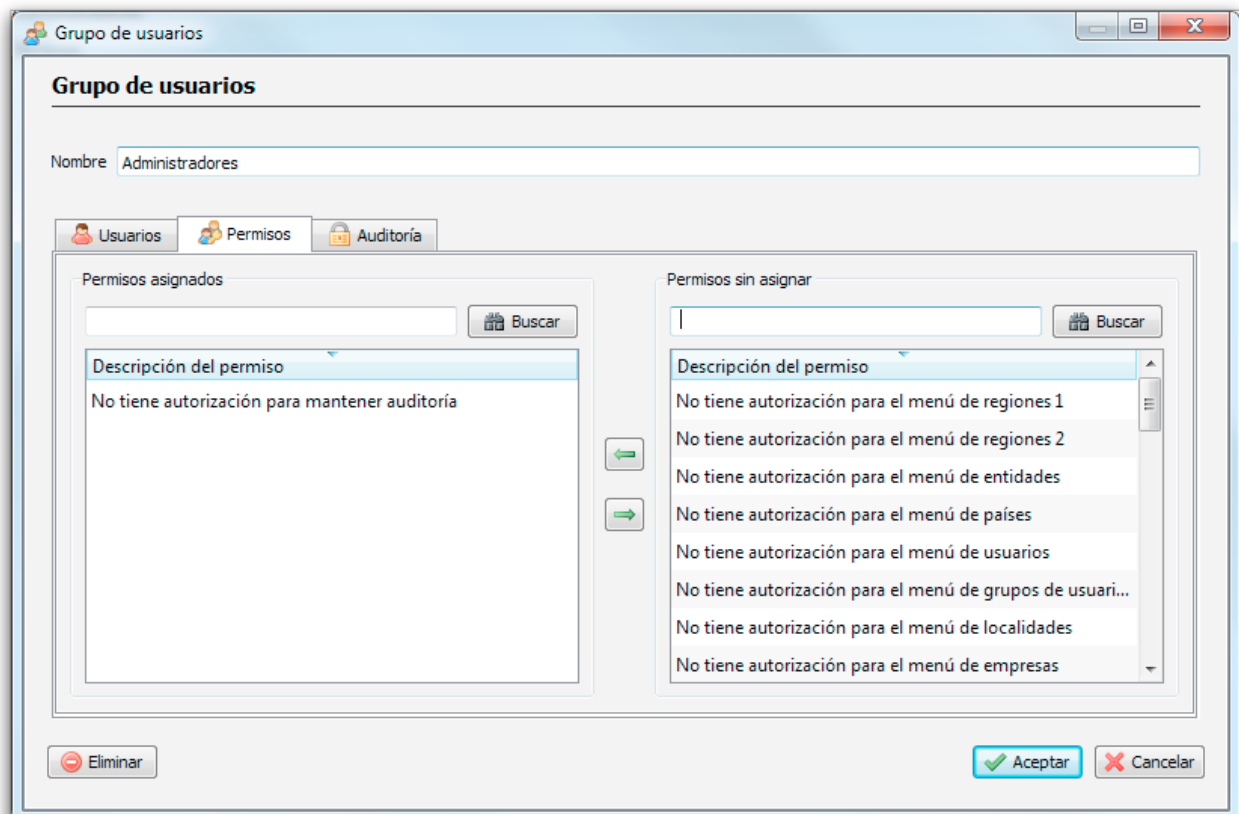 Grupo de usuarios
Grupo de usuarios
Nombre Administradores
Usuarios Permisos Auditoría
Permisos asignados
Buscar
Descripción del permiso
No tiene autorización para mantener auditoría
Permisos sin asignar
Buscar
Descripción del permiso
No tiene autorización para el menú de regiones 1
No tiene autorización para el menú de regiones 2
No tiene autorización para el menú de entidades
No tiene autorización para el menú de países
No tiene autorización para el menú de usuarios
No tiene autorización para el menú de grupos de usuari...
No tiene autorización para el menú de localidades
No tiene autorización para el menú de empresas
Eliminar Aceptar Cancelar